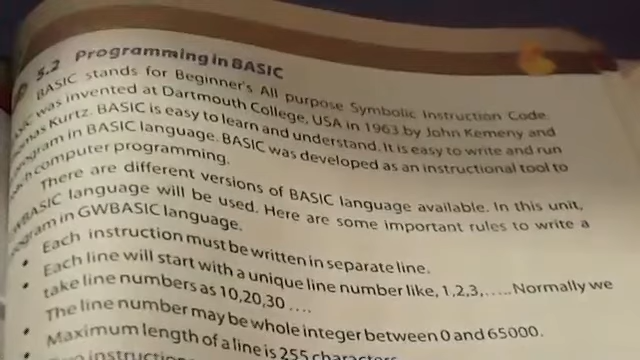 5.2 Programming in BASIC
BASIC stands for Beginner's All purpose Symbolic Instruction Code.
was invented at Dartmouth College, USA in 1963 by John Kemeny and
Kurtz. BASIC is easy to learn and understand. It is easy to write and run
in BASIC language. BASIC was developed as an instructional tool to
computer programming.
There are different versions of BASIC language available. In this unit,
language will be used. Here are some important rules to write a
in GWBASIC language.
• Each instruction must be written in separate line.
• Each line will start with a unique line number like, 1,2,3,.....Normally we
take line numbers as 10,20,30 ....
• The line number may be whole integer between 0 and 65000.
• Maximum length of a line is 255 characters